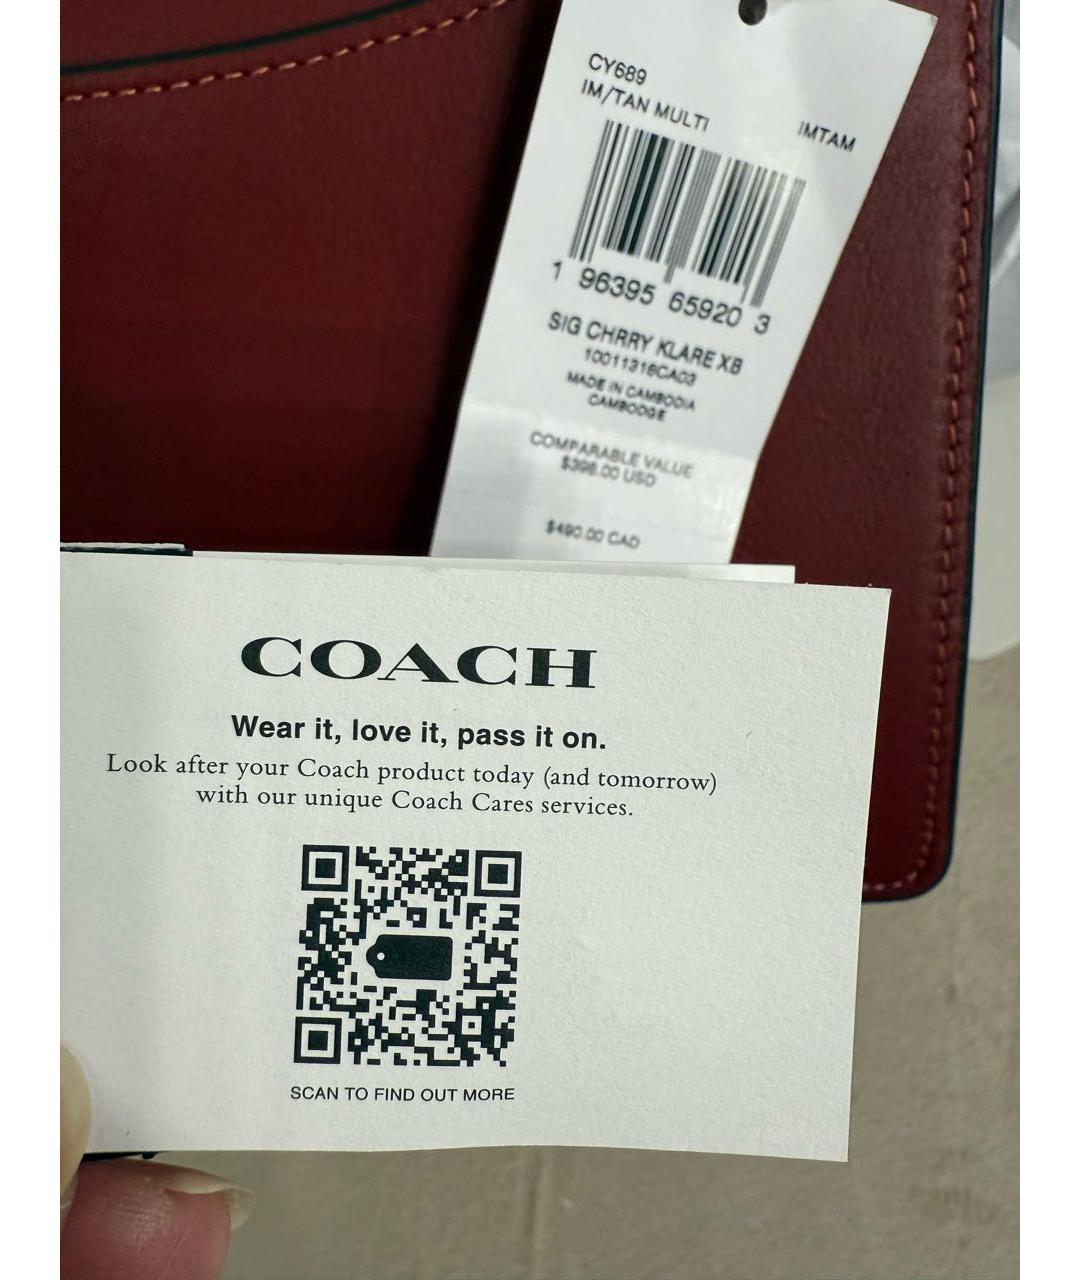 CY689
IM/TAN MULTI IMTAM
1 96395 65920 3
SIG CHRRY KLARE XB
10011316CA03
MADE IN CAMBODIA
CAMBODGE
COMPARABLE VALUE
$398.00 USD
$490.00 CAD
COACH
Wear it, love it, pass it on.
Look after your Coach product today (and tomorrow)
with our unique Coach Cares services.
SCAN TO FIND OUT MORE